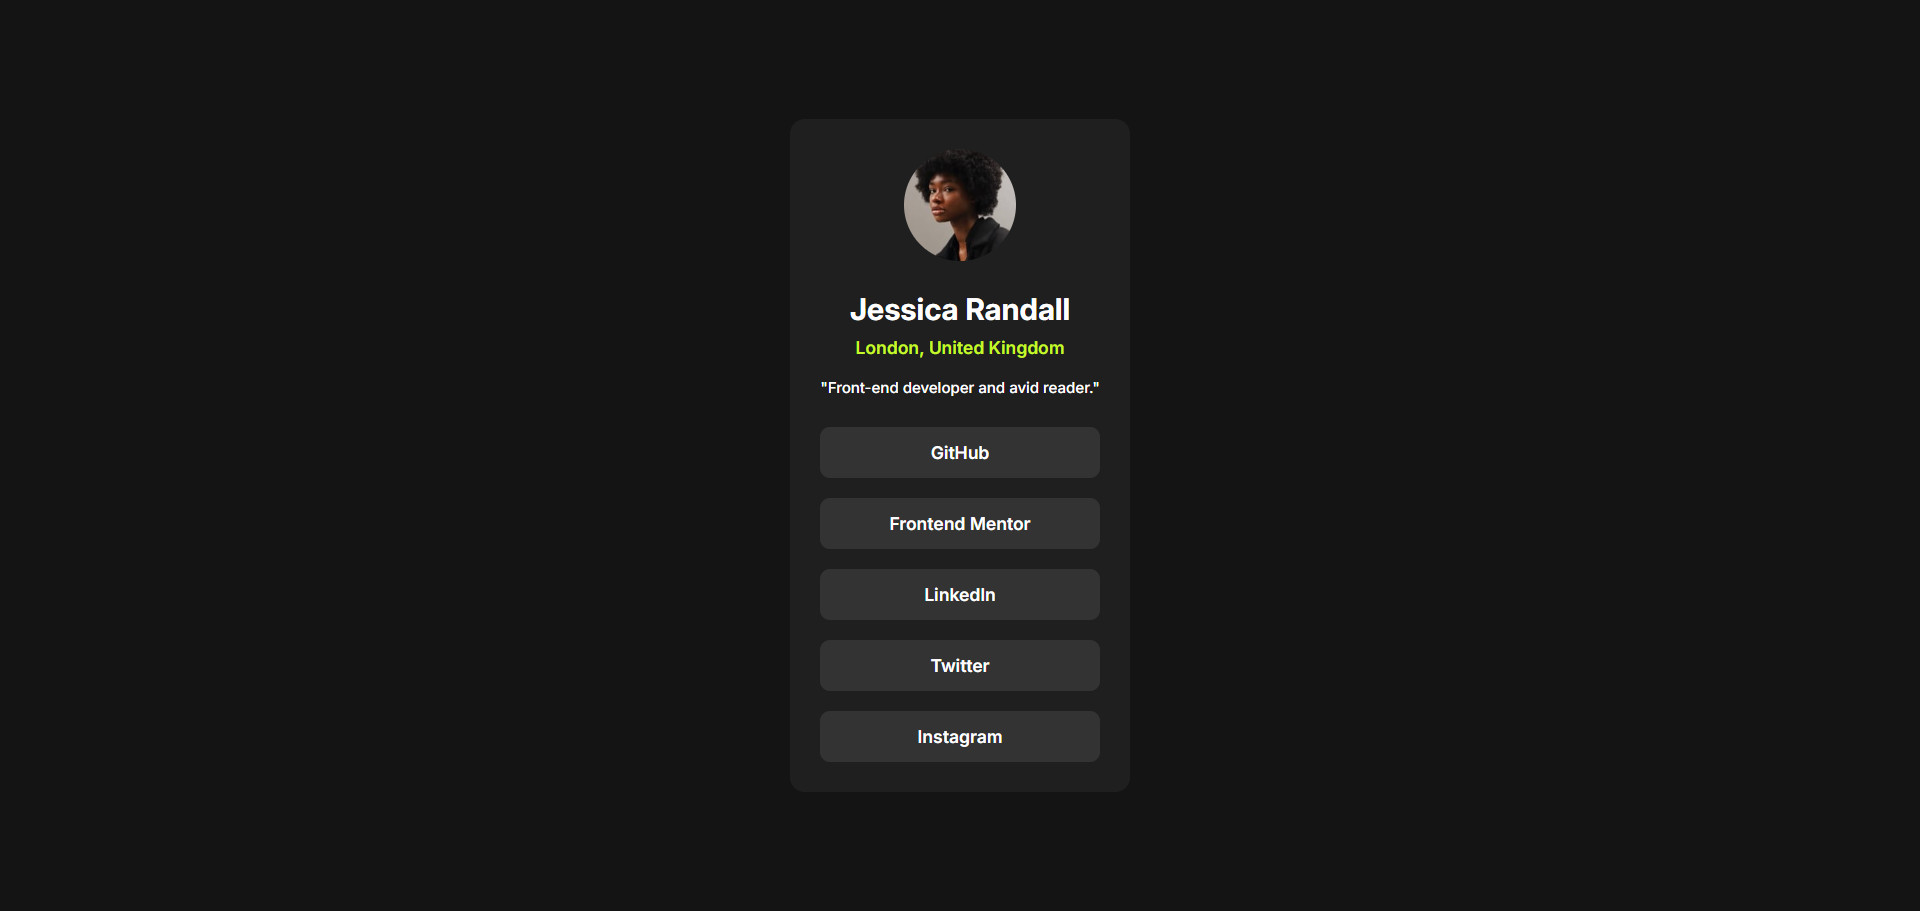 Jessica Randall
London, United Kingdom
"Front-end developer and avid reader."
GitHub
Frontend Mentor
LinkedIn
Twitter
Instagram